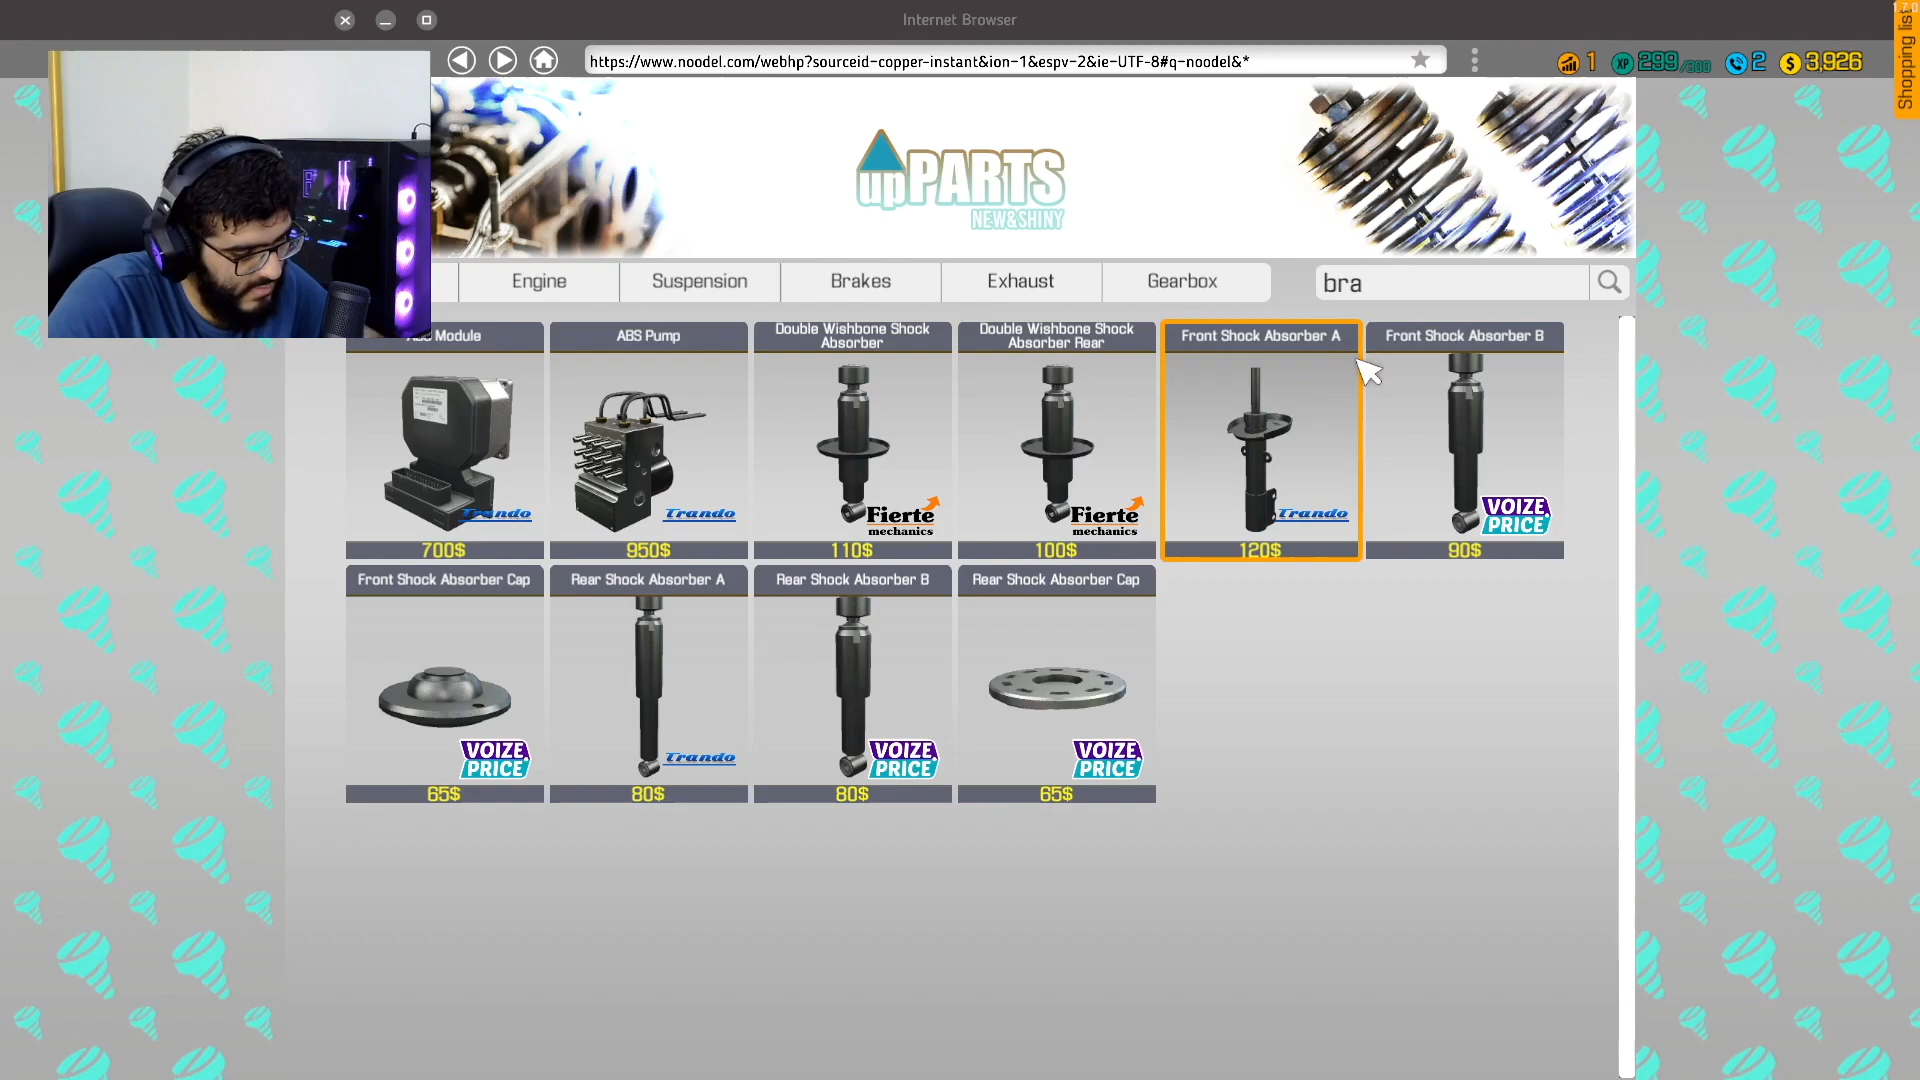 Internet Browser
1.7.0
Shopping list
https://www.noodel.com/webhp?sourceid-copper-instant&ion-1&espv-2&ie-UTF-8#q-noodel&*
1
XP 299/300
2
$ 3,926
upPARTS
NEW&SHINY
Engine
Suspension
Brakes
Exhaust
Gearbox
bra
Module
ABS Pump
Double Wishbone Shock
Absorber
Double Wishbone Shock
Absorber Rear
Front Shock Absorber A
Front Shock Absorber B
Trando
Trando
Fierte
mechanics
Fierte
mechanics
Trando
VOIZE
PRICE
700$
950$
110$
100$
120$
90$
Front Shock Absorber Cap
Rear Shock Absorber A
Rear Shock Absorber B
Rear Shock Absorber Cap
VOIZE
PRICE
Trando
VOIZE
PRICE
VOIZE
PRICE
65$
80$
80$
65$